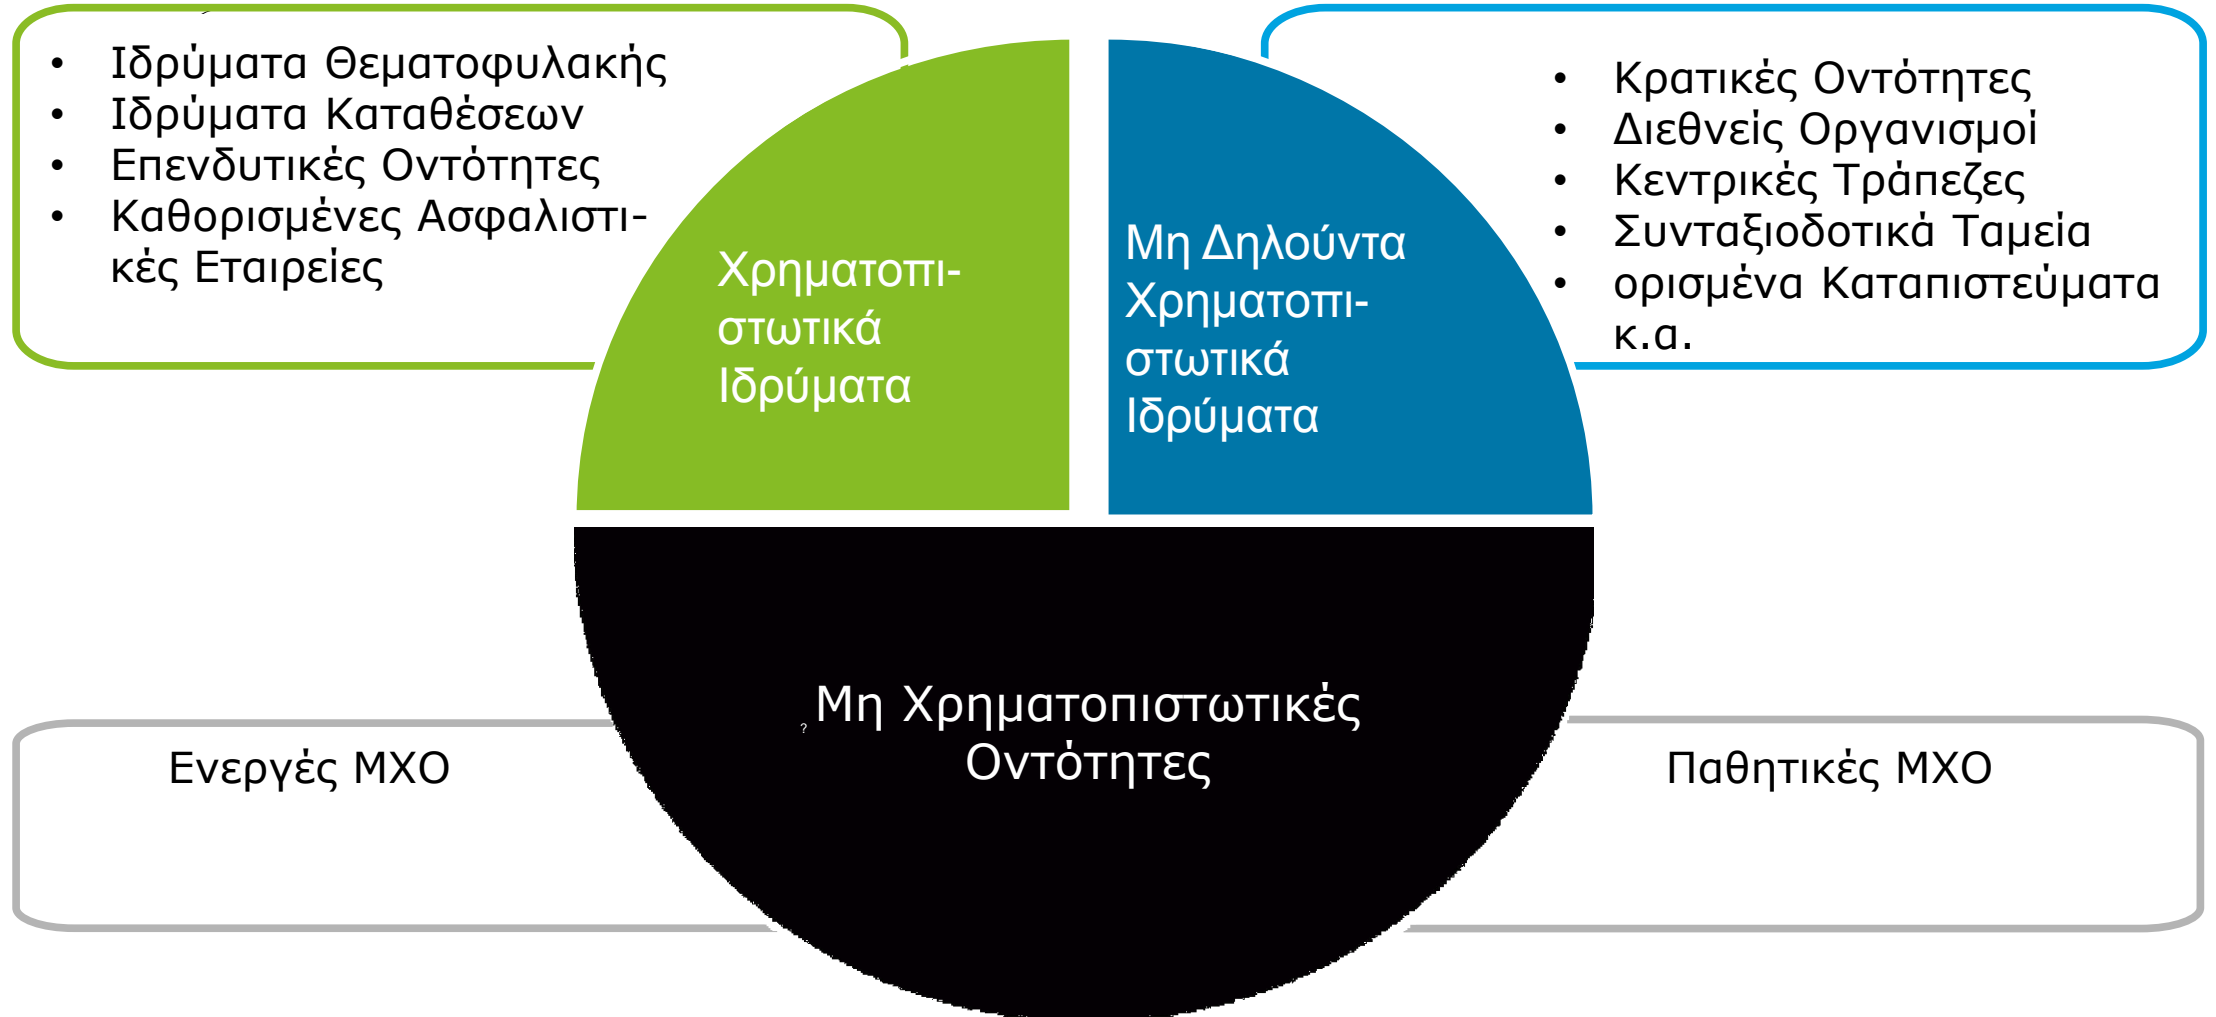 • Ιδρύματα Θεματοφυλακής
• Ιδρύματα Καταθέσεων
• Επενδυτικές Οντότητες
• Καθορισμένες Ασφαλιστι-
κές Εταιρείες
Χρηματοπι-
στωτικά
Ιδρύματα
Μη Δηλούντα
Χρηματοπι-
στωτικά
Ιδρύματα
• Κρατικές Οντότητες
• Διεθνείς Οργανισμοί
• Κεντρικές Τράπεζες
• Συνταξιοδοτικά Ταμεία
• ορισμένα Καταπιστεύματα
κ.α.
? Μη Χρηματοπιστωτικές
Οντότητες
Ενεργές ΜΧΟ
Παθητικές ΜΧΟ